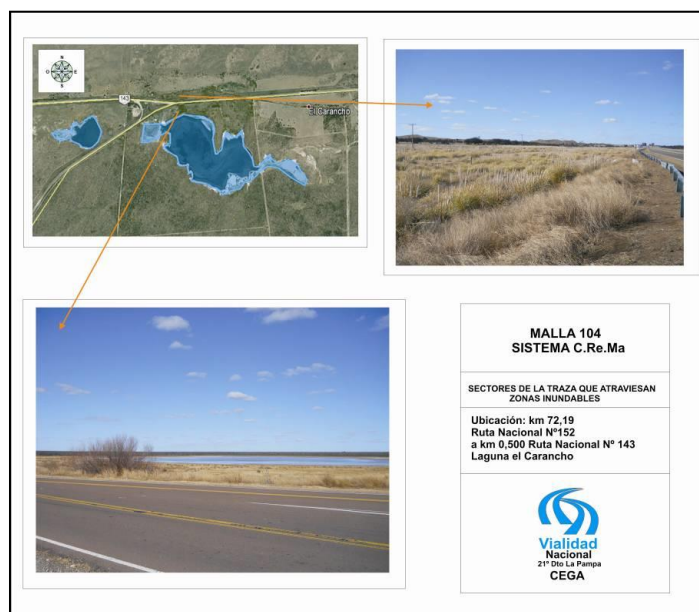 N
O
E
S
143
El Carancho
MALLA 104
SISTEMA C.Re.Ma
SECTORES DE LA TRAZA QUE ATRAVIESAN
ZONAS INUNDABLES
Ubicación: km 72,19
Ruta Nacional Nº152
a km 0,500 Ruta Nacional Nº 143
Laguna el Carancho
Vialidad
Nacional
21º Dto La Pampa
CEGA